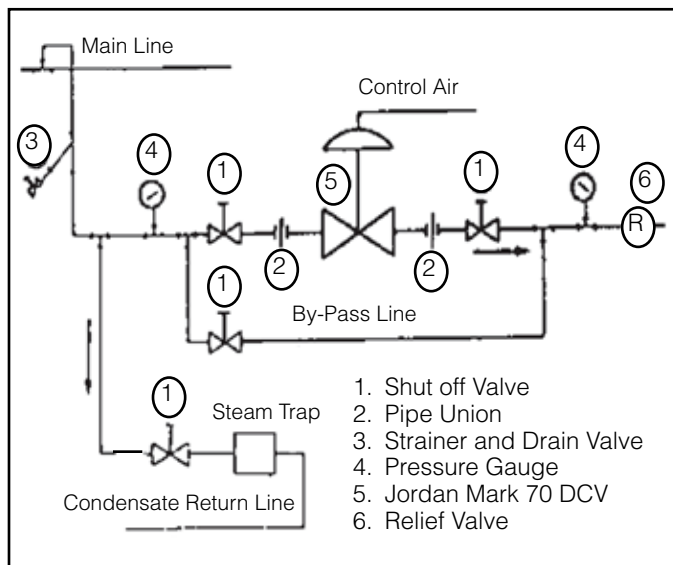 Main Line
Control Air
3
4
1
5
1
4
6
R
2
2
1
By-Pass Line
1
Steam Trap
Condensate Return Line
1. Shut off Valve
2. Pipe Union
3. Strainer and Drain Valve
4. Pressure Gauge
5. Jordan Mark 70 DCV
6. Relief Valve